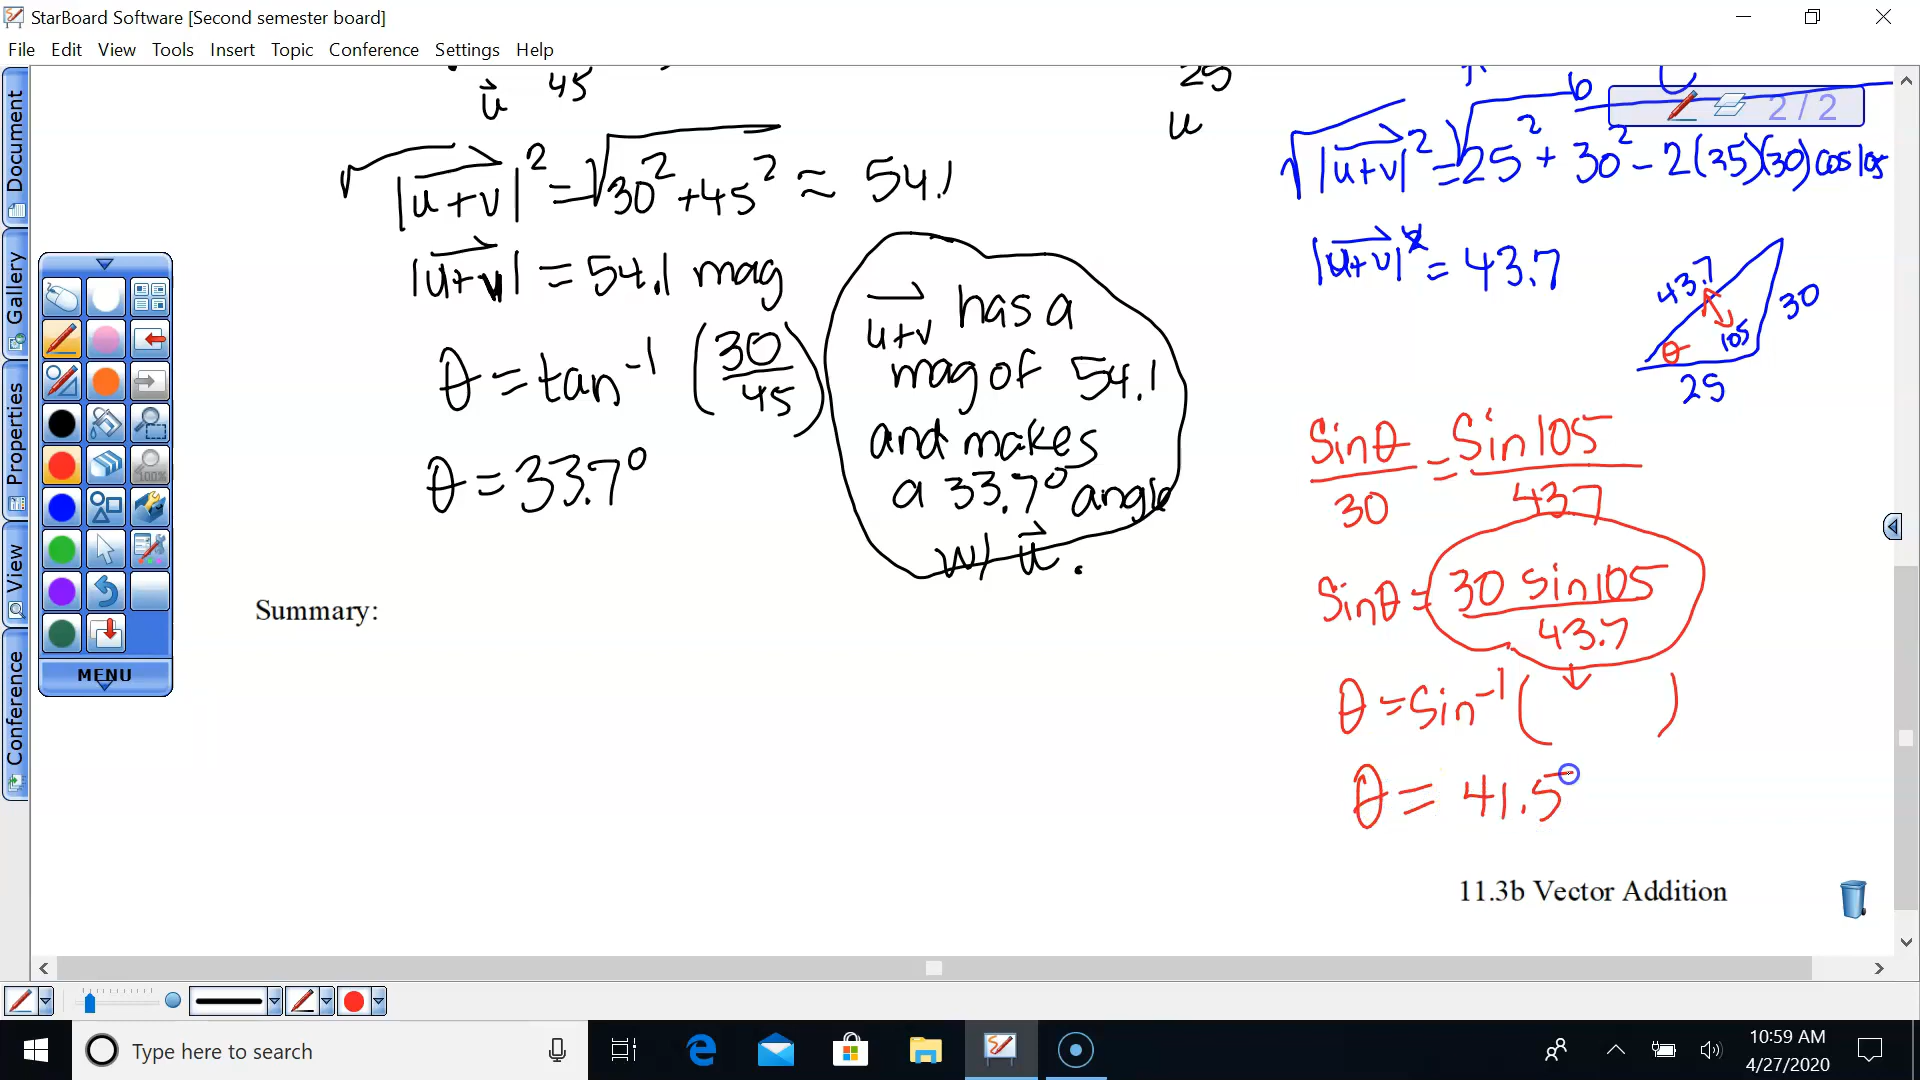 StarBoard Software [Second semester board]
File Edit View Tools Insert Topic Conference Settings Help
Document
Gallery
Properties
View
Conference
MENU
100%
2 / 2
u⃗ 45
|u+v|² = √30² + 45² ≈ 54.1
|u+v| = 54.1 mag
θ = tan⁻¹ (30/45)
θ = 33.7°
u+v has a
mag of 54.1
and makes
a 33.7° angle
w/ u⃗.
Summary:
25
u
b
√|u+v|² = √25² + 30² - 2(25)(30) cos 105
|u+v| = 43.7
43.7
30
105
θ
25
Sinθ/30 = Sin105/43.7
Sinθ = 30 Sin105/43.7
θ = Sin⁻¹ ( )
θ = 41.5
11.3b Vector Addition
Type here to search
10:59 AM
4/27/2020